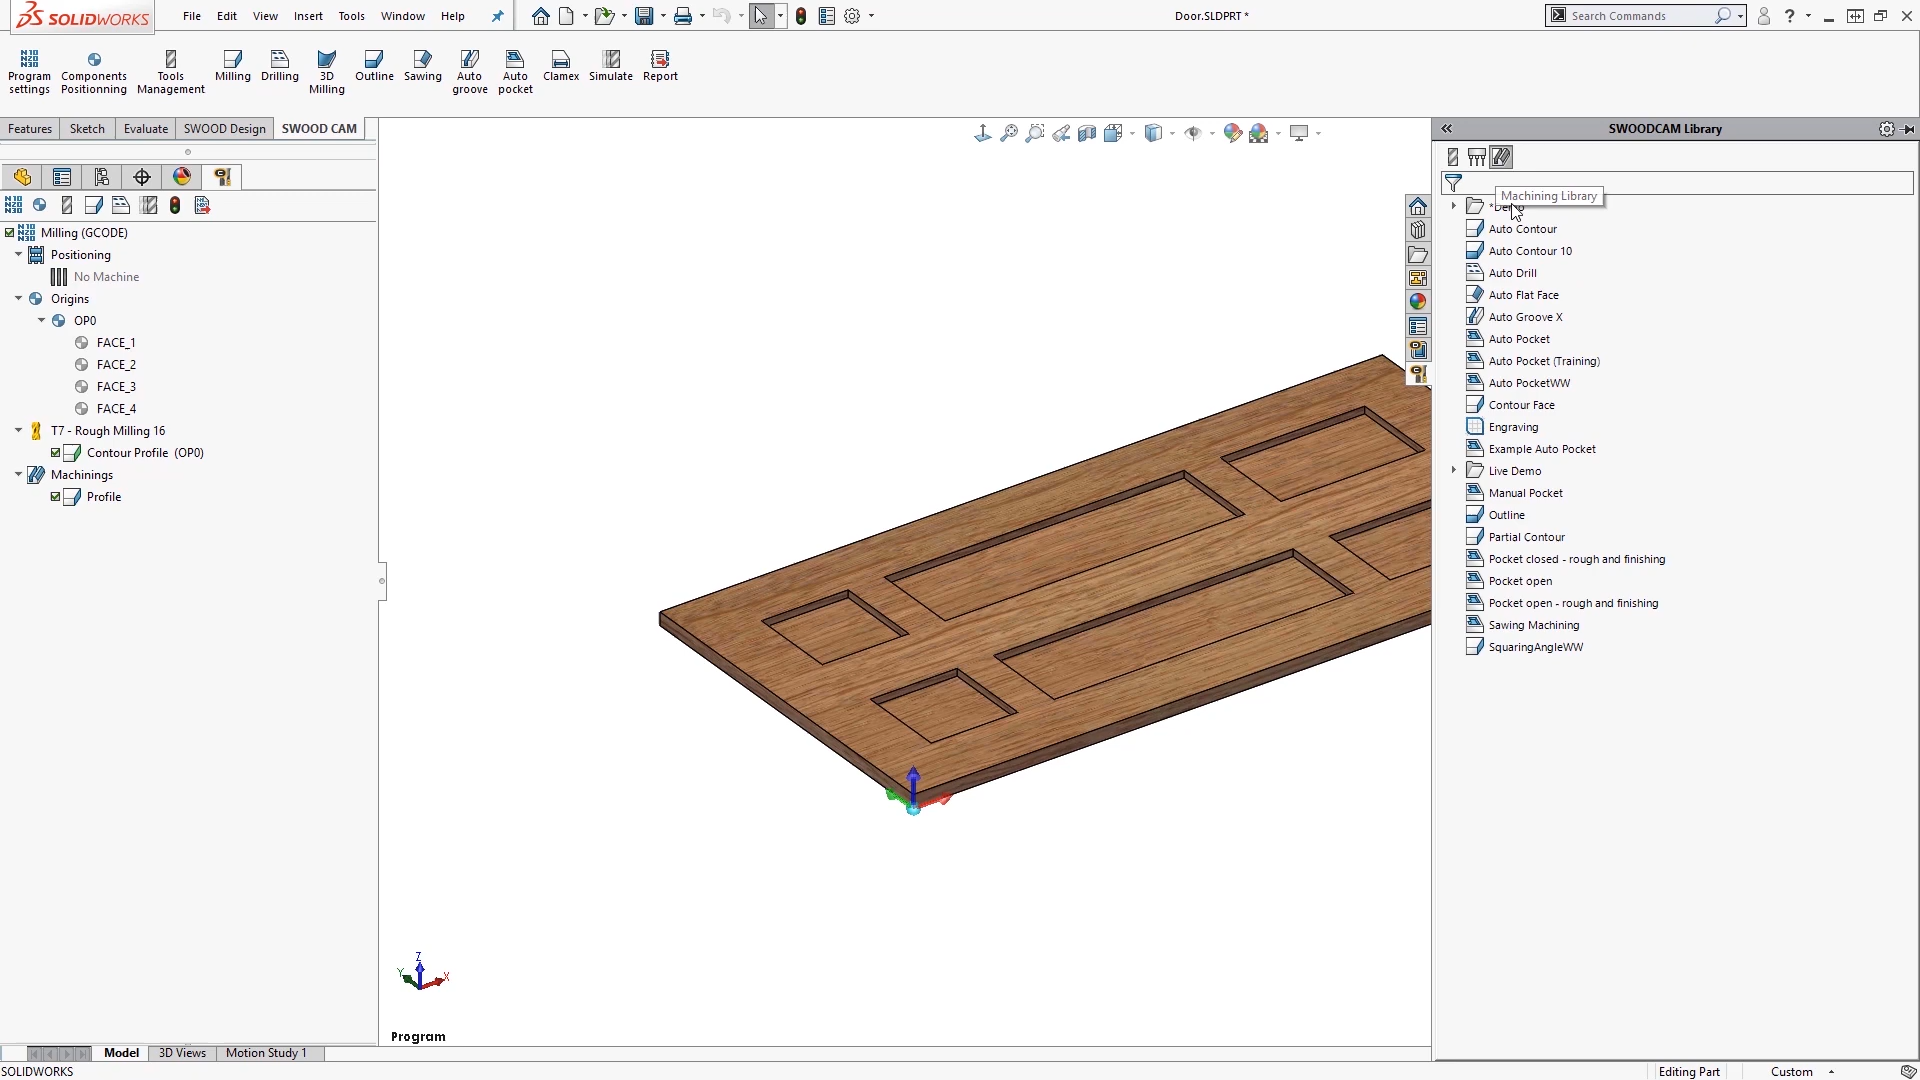 SOLIDWORKS
File Edit View Insert Tools Window Help
Door.SLDPRT *
Search Commands
Program settings
Components Positionning
Tools Management
Milling
Drilling
3D Milling
Outline
Sawing
Auto groove
Auto pocket
Clamex
Simulate
Report
Features Sketch Evaluate SWOOD Design SWOOD CAM
Milling (GCODE)
Positioning
No Machine
Origins
OP0
FACE_1
FACE_2
FACE_3
FACE_4
T7 - Rough Milling 16
Contour Profile (OP0)
Machinings
Profile
Z
Y
X
Program
SWOODCAM Library
Machining Library
Auto Contour
Auto Contour 10
Auto Drill
Auto Flat Face
Auto Groove X
Auto Pocket
Auto Pocket (Training)
Auto PocketWW
Contour Face
Engraving
Example Auto Pocket
Live Demo
Manual Pocket
Outline
Partial Contour
Pocket closed - rough and finishing
Pocket open
Pocket open - rough and finishing
Sawing Machining
SquaringAngleWW
Model 3D Views Motion Study 1
SOLIDWORKS
Editing Part
Custom